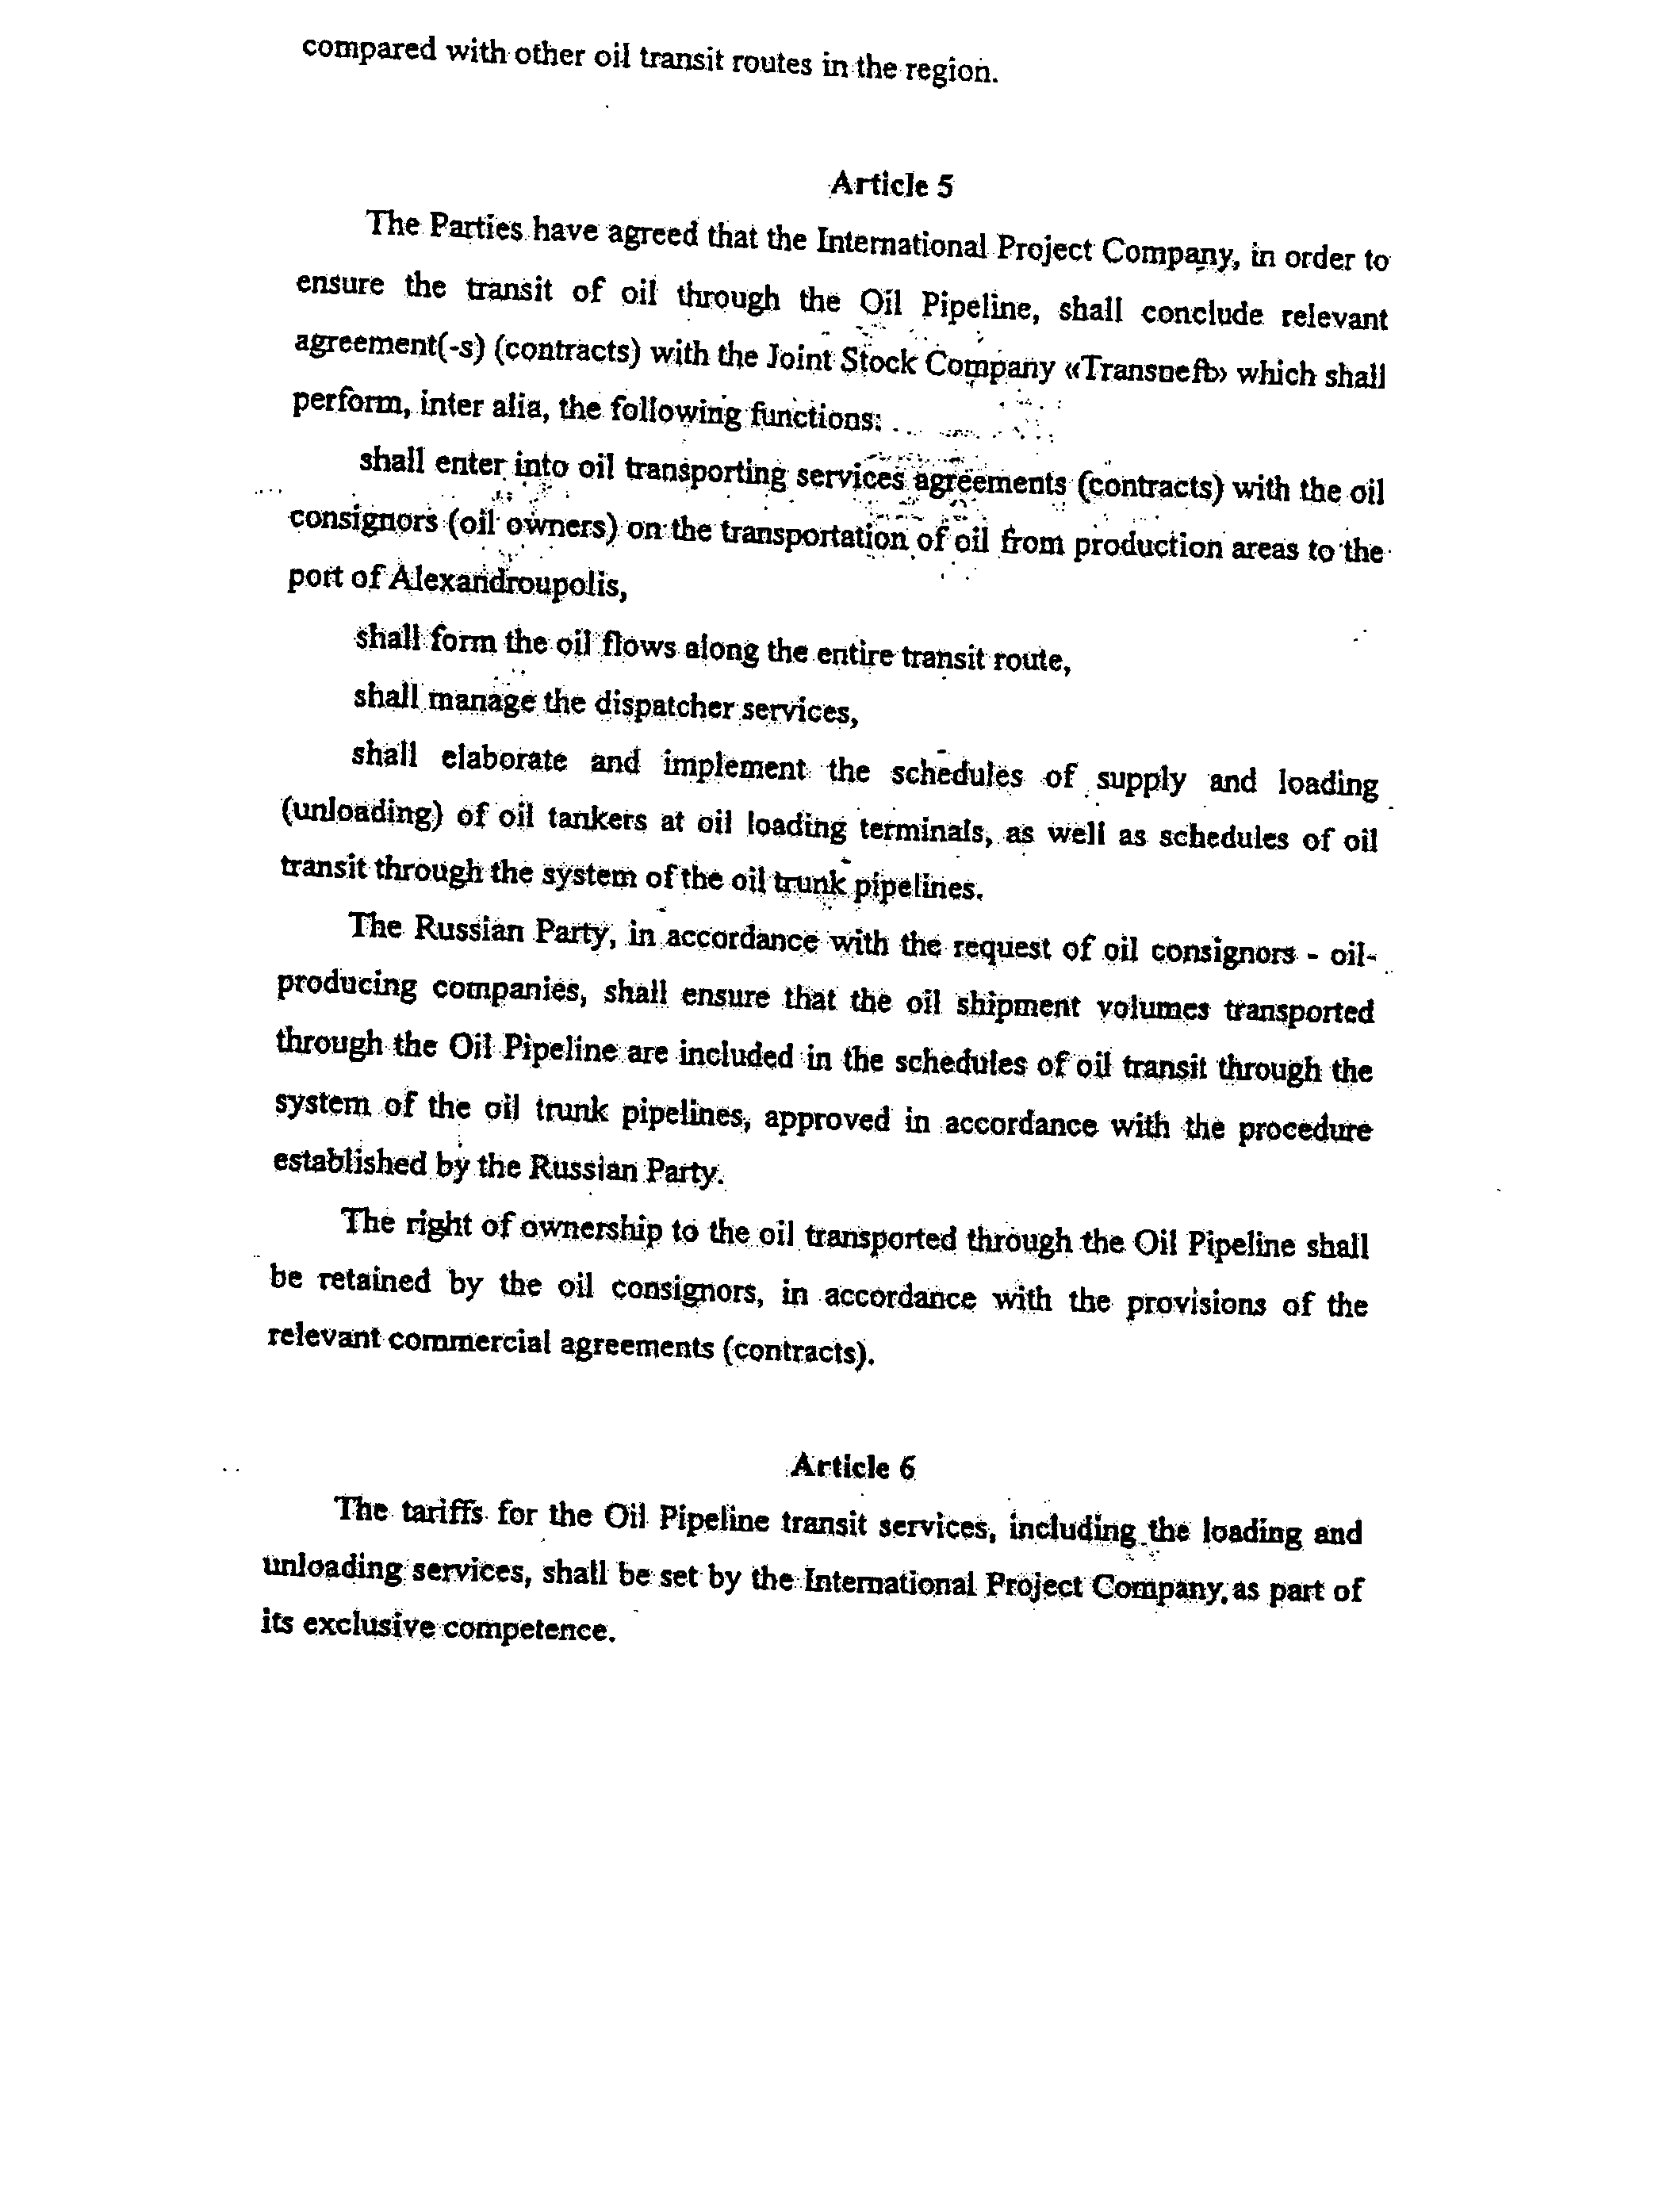 compared with other oil transit routes in the region.
Article 5
The Parties have agreed that the International Project Company, in order to
ensure the transit of oil through the Oil Pipeline, shall conclude relevant
agreement(-s) (contracts) with the Joint Stock Company «Transneft» which shall
perform, inter alia, the following functions:
shall enter into oil transporting services agreements (contracts) with the oil
consignors (oil owners) on the transportation of oil from production areas to the
port of Alexandroupolis,
shall form the oil flows along the entire transit route,
shall manage the dispatcher services,
shall elaborate and implement the schedules of supply and loading
(unloading) of oil tankers at oil loading terminals, as well as schedules of oil
transit through the system of the oil trunk pipelines.
The Russian Party, in accordance with the request of oil consignors - oil-
producing companies, shall ensure that the oil shipment volumes transported
through the Oil Pipeline are included in the schedules of oil transit through the
system of the oil trunk pipelines, approved in accordance with the procedure
established by the Russian Party.
The right of ownership to the oil transported through the Oil Pipeline shall
be retained by the oil consignors, in accordance with the provisions of the
relevant commercial agreements (contracts).
Article 6
The tariffs for the Oil Pipeline transit services, including the loading and
unloading services, shall be set by the International Project Company, as part of
its exclusive competence.